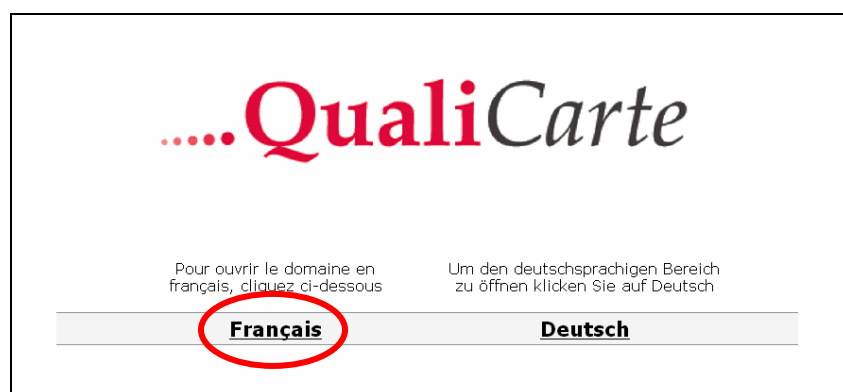 .....QualiCarte
Pour ouvrir le domaine en
français, cliquez ci-dessous
Um den deutschsprachigen Bereich
zu öffnen klicken Sie auf Deutsch
Français
Deutsch